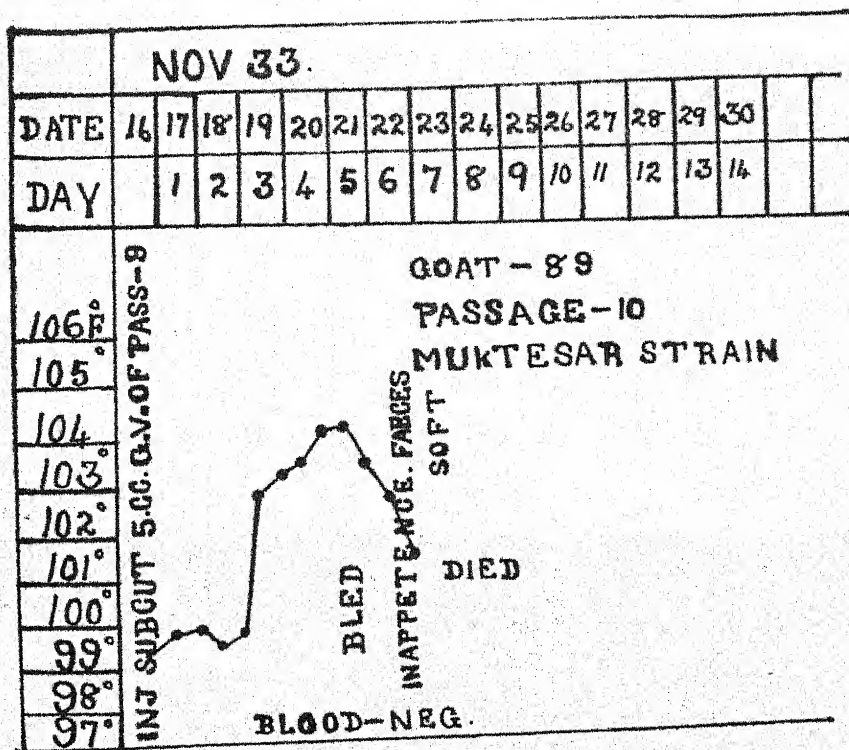 NOV 33.
DATE 16 17 18 19 20 21 22 23 24 25 26 27 28 29 30
DAY 1 2 3 4 5 6 7 8 9 10 11 12 13 14
GOAT - 89
PASSAGE - 10
MUKTESAR STRAIN
106°F
105°
104
103°
102°
101°
100°
99°
98°
97°
INJ SUBCUT 5.CC. G.V. OF PASS-9
BLED
INAPPETENCE. FAECES
SOFT
DIED
BLOOD-NEG.